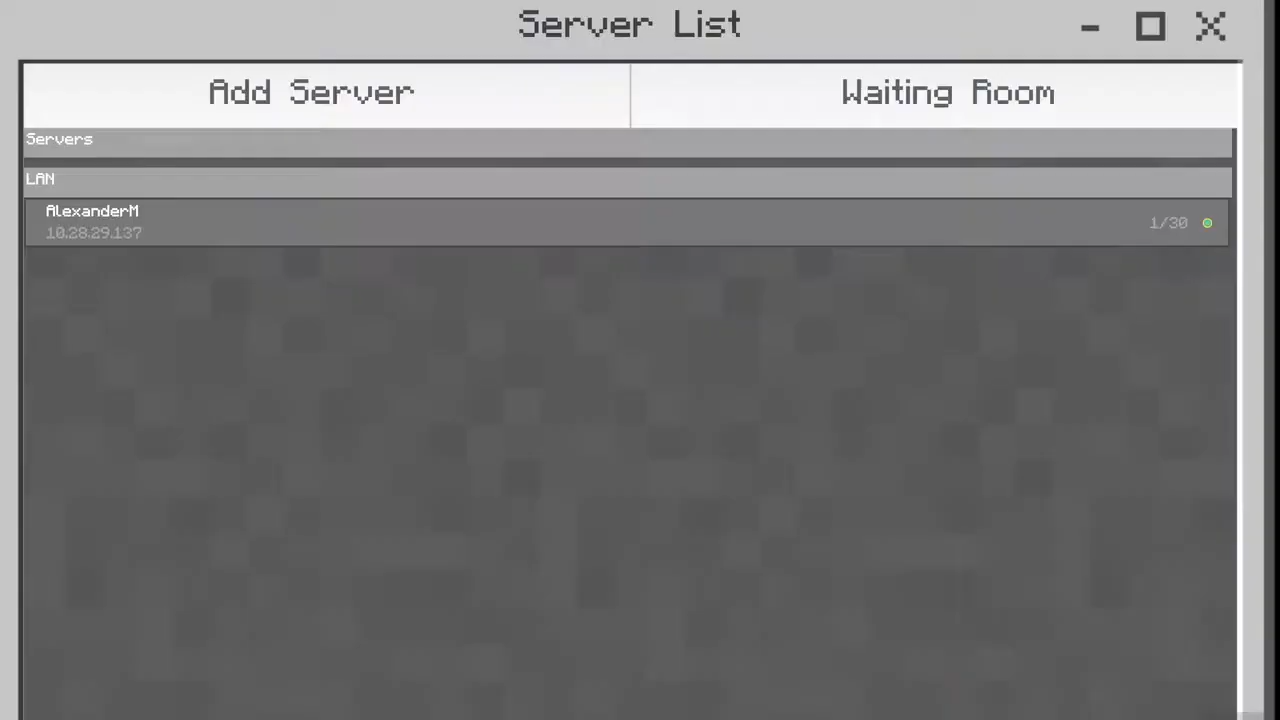 Server List
Add Server
Waiting Room
Servers
LAN
AlexanderM
10.28.29.137
1/30